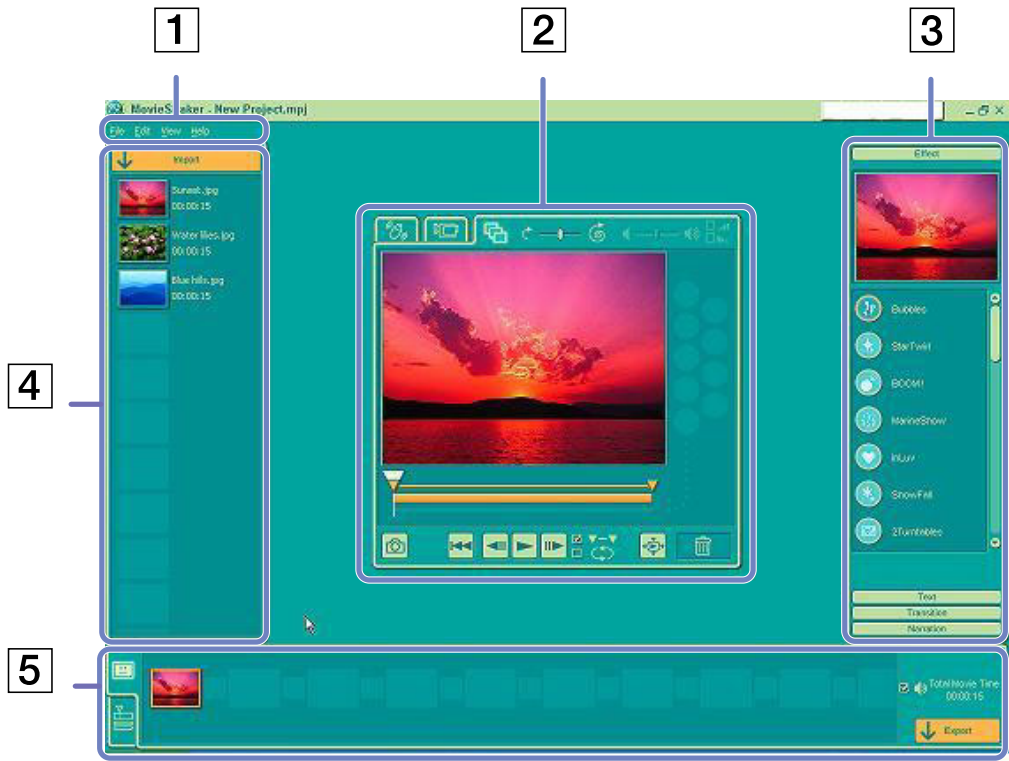 1
2
3
MovieShaker - New Project.mpj
File Edit View Help
Import
Effect
Sunset.jpg
00:00:15
Water lilies.jpg
00:00:15
Blue hills.jpg
00:00:15
Bubbles
StarTwirl
BOOM!
MarineSnow
InLuv
SnowFall
2Turntables
4
Text
Transition
Narration
5
Total Movie Time
00:00:15
Export